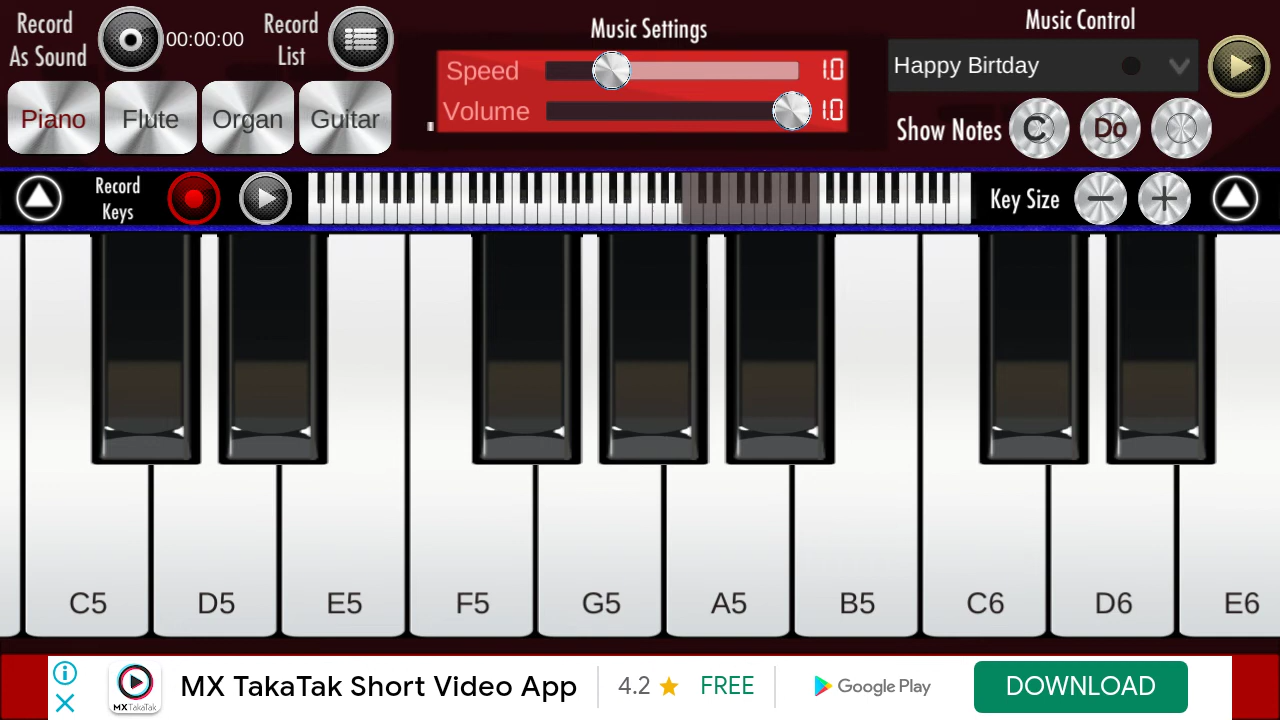 Record
As Sound
00:00:00
Record
List
Music Settings
Speed
1.0
Volume
1.0
Music Control
Happy Birtday
Piano
Flute
Organ
Guitar
Show Notes
C
Do
Record
Keys
Key Size
C5
D5
E5
F5
G5
A5
B5
C6
D6
E6
MX TakaTak
MX TakaTak Short Video App
4.2
FREE
Google Play
DOWNLOAD